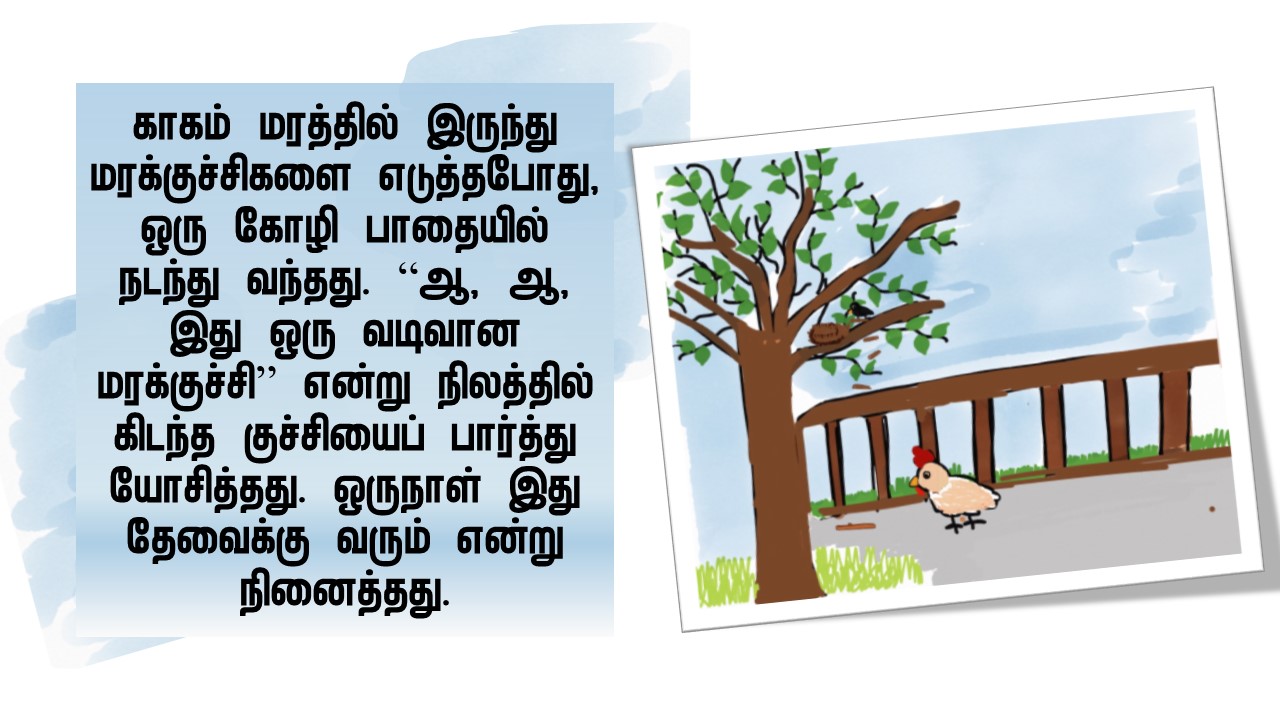 காகம் மரத்தில் இருந்து
மரக்குச்சிகளை எடுத்தபோது,
ஒரு கோழி பாதையில்
நடந்து வந்தது. “ஆ, ஆ,
இது ஒரு வடிவான
மரக்குச்சி” என்று நிலத்தில்
கிடந்த குச்சியைப் பார்த்து
யோசித்தது. ஒருநாள் இது
தேவைக்கு வரும் என்று
நினைத்தது.